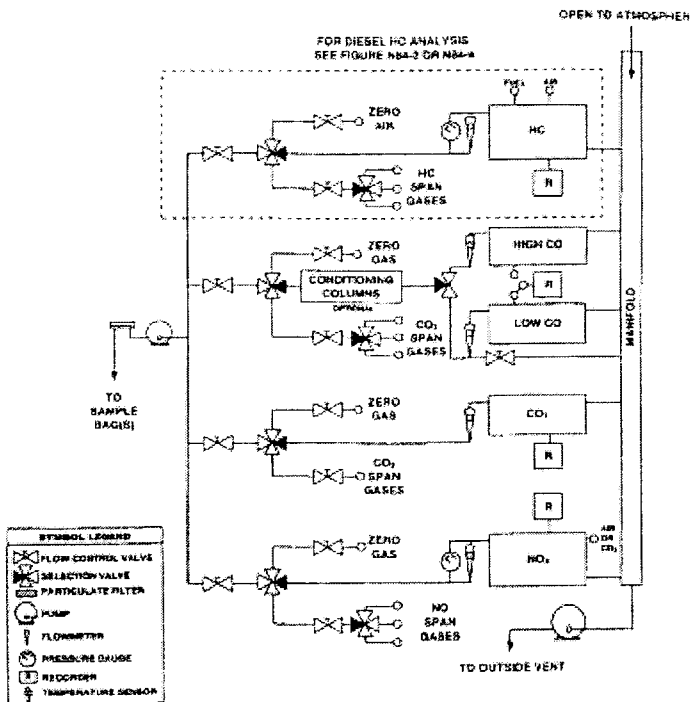 OPEN TO ATMOSPHER
FOR DIESEL HC ANALYSIS
SEE FIGURE N84-2 OR N84-4
FUEL
AIR
ZERO
AIR
HC
R
HC
SPAN
GASES
ZERO
GAS
HIGH CO
CONDITIONING
COLUMNS
OPTIONAL
R
LOW CO
MANIFOLD
CO₂
SPAN
GASES
TO
SAMPLE
BAG(S)
ZERO
GAS
CO₂
R
CO₂
SPAN
GASES
R
ZERO
GAS
AIR
OR
NOₓ
NO
SPAN
GASES
TO OUTSIDE VENT
SYMBOL LEGEND
FLOW CONTROL VALVE
SELECTION VALVE
PARTICULATE FILTER
PUMP
FLOWMETER
PRESSURE GAUGE
R
RECORDER
TEMPERATURE SENSOR